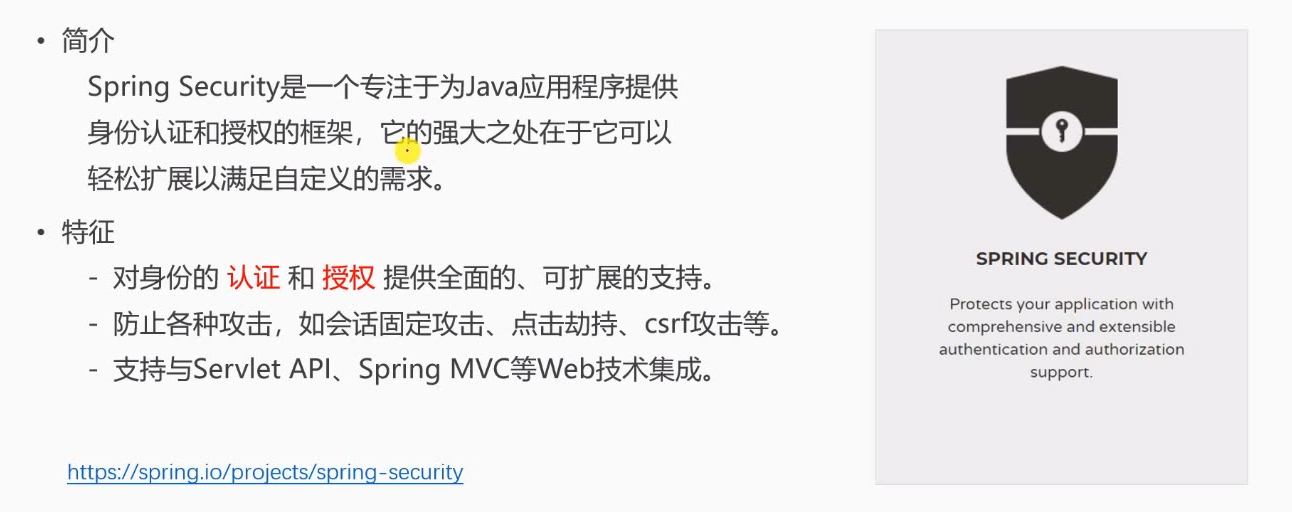 • 简介
Spring Security是一个专注于为Java应用程序提供
身份认证和授权的框架，它的强大之处在于它可以
轻松扩展以满足自定义的需求。
• 特征
- 对身份的 认证 和 授权 提供全面的、可扩展的支持。
- 防止各种攻击，如会话固定攻击、点击劫持、csrf攻击等。
- 支持与Servlet API、Spring MVC等Web技术集成。
https://spring.io/projects/spring-security
SPRING SECURITY
Protects your application with
comprehensive and extensible
authentication and authorization
support.